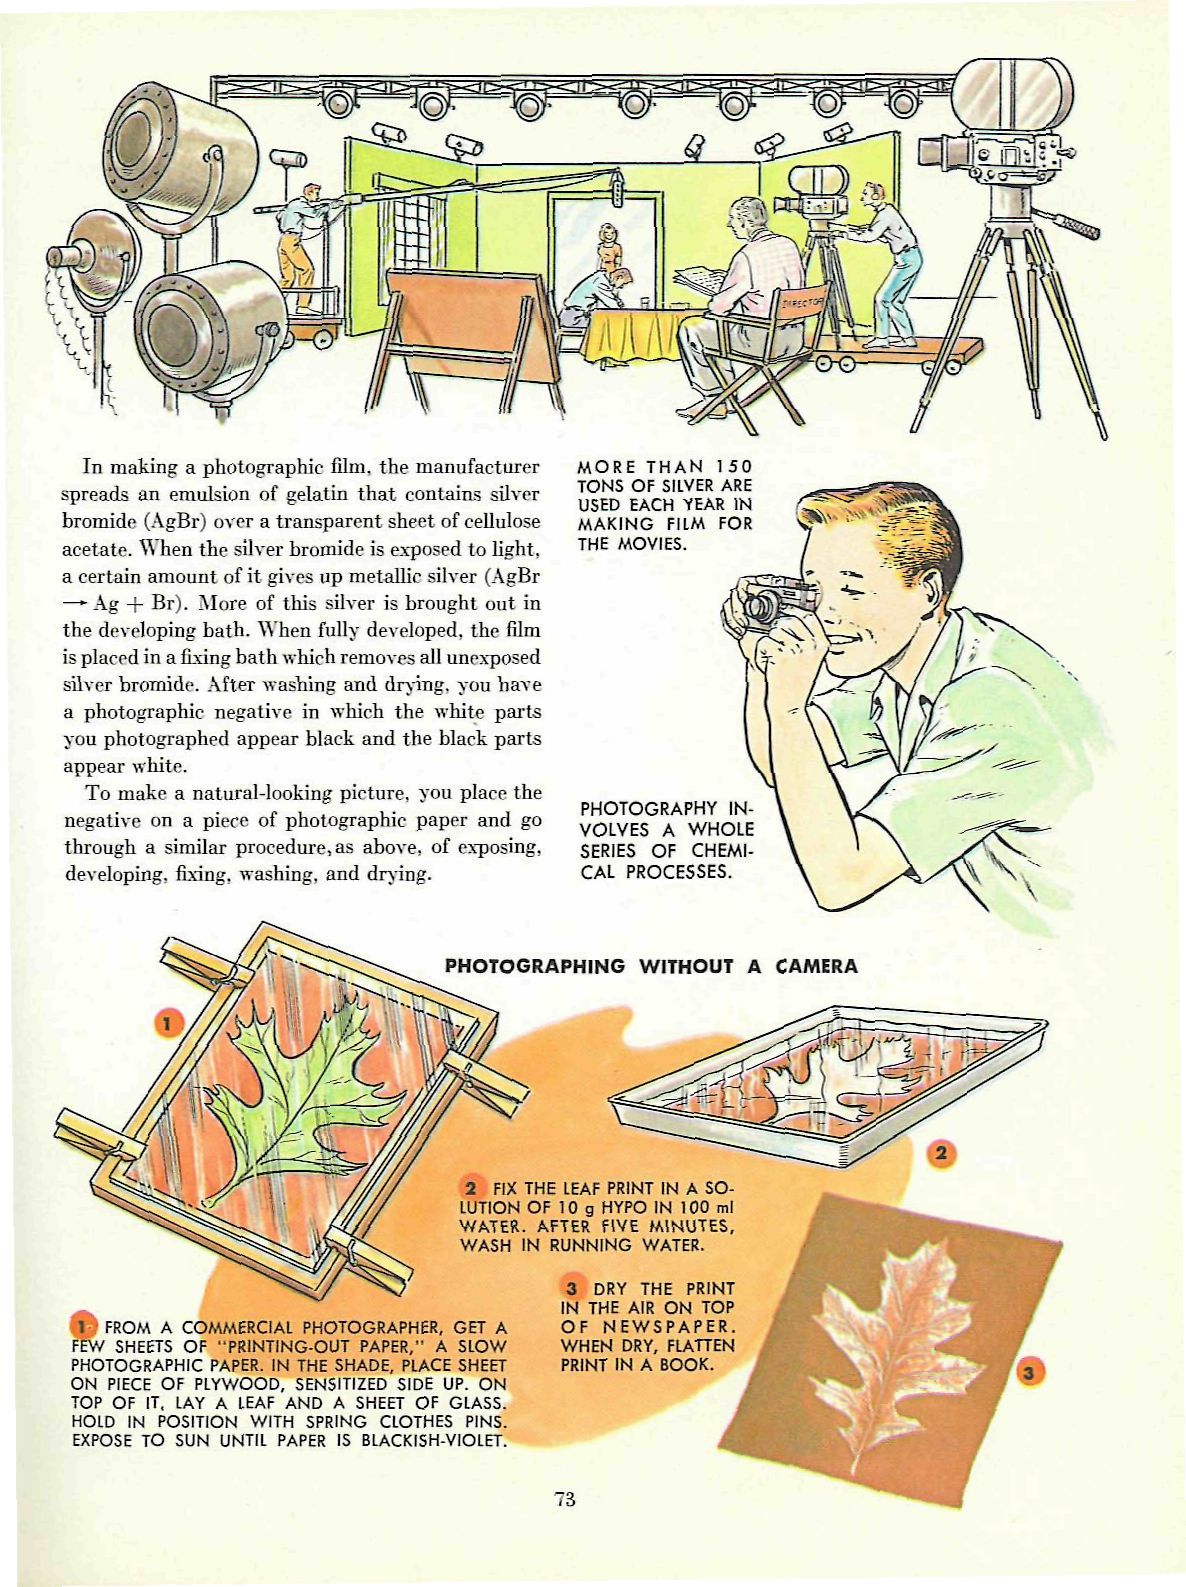 DIRECTOR
In making a photographic film, the manufacturer
spreads an emulsion of gelatin that contains silver
bromide (AgBr) over a transparent sheet of cellulose
acetate. When the silver bromide is exposed to light,
a certain amount of it gives up metallic silver (AgBr
→ Ag + Br). More of this silver is brought out in
the developing bath. When fully developed, the film
is placed in a fixing bath which removes all unexposed
silver bromide. After washing and drying, you have
a photographic negative in which the white parts
you photographed appear black and the black parts
appear white.
To make a natural-looking picture, you place the
negative on a piece of photographic paper and go
through a similar procedure, as above, of exposing,
developing, fixing, washing, and drying.
MORE THAN 150
TONS OF SILVER ARE
USED EACH YEAR IN
MAKING FILM FOR
THE MOVIES.
PHOTOGRAPHY IN-
VOLVES A WHOLE
SERIES OF CHEMI-
CAL PROCESSES.
PHOTOGRAPHING WITHOUT A CAMERA
1
2
1 FROM A COMMERCIAL PHOTOGRAPHER, GET A
FEW SHEETS OF "PRINTING-OUT PAPER," A SLOW
PHOTOGRAPHIC PAPER. IN THE SHADE, PLACE SHEET
ON PIECE OF PLYWOOD, SENSITIZED SIDE UP. ON
TOP OF IT, LAY A LEAF AND A SHEET OF GLASS.
HOLD IN POSITION WITH SPRING CLOTHES PINS.
EXPOSE TO SUN UNTIL PAPER IS BLACKISH-VIOLET.
2 FIX THE LEAF PRINT IN A SO-
LUTION OF 10 g HYPO IN 100 ml
WATER. AFTER FIVE MINUTES,
WASH IN RUNNING WATER.
3 DRY THE PRINT
IN THE AIR ON TOP
OF NEWSPAPER.
WHEN DRY, FLATTEN
PRINT IN A BOOK.
3
73